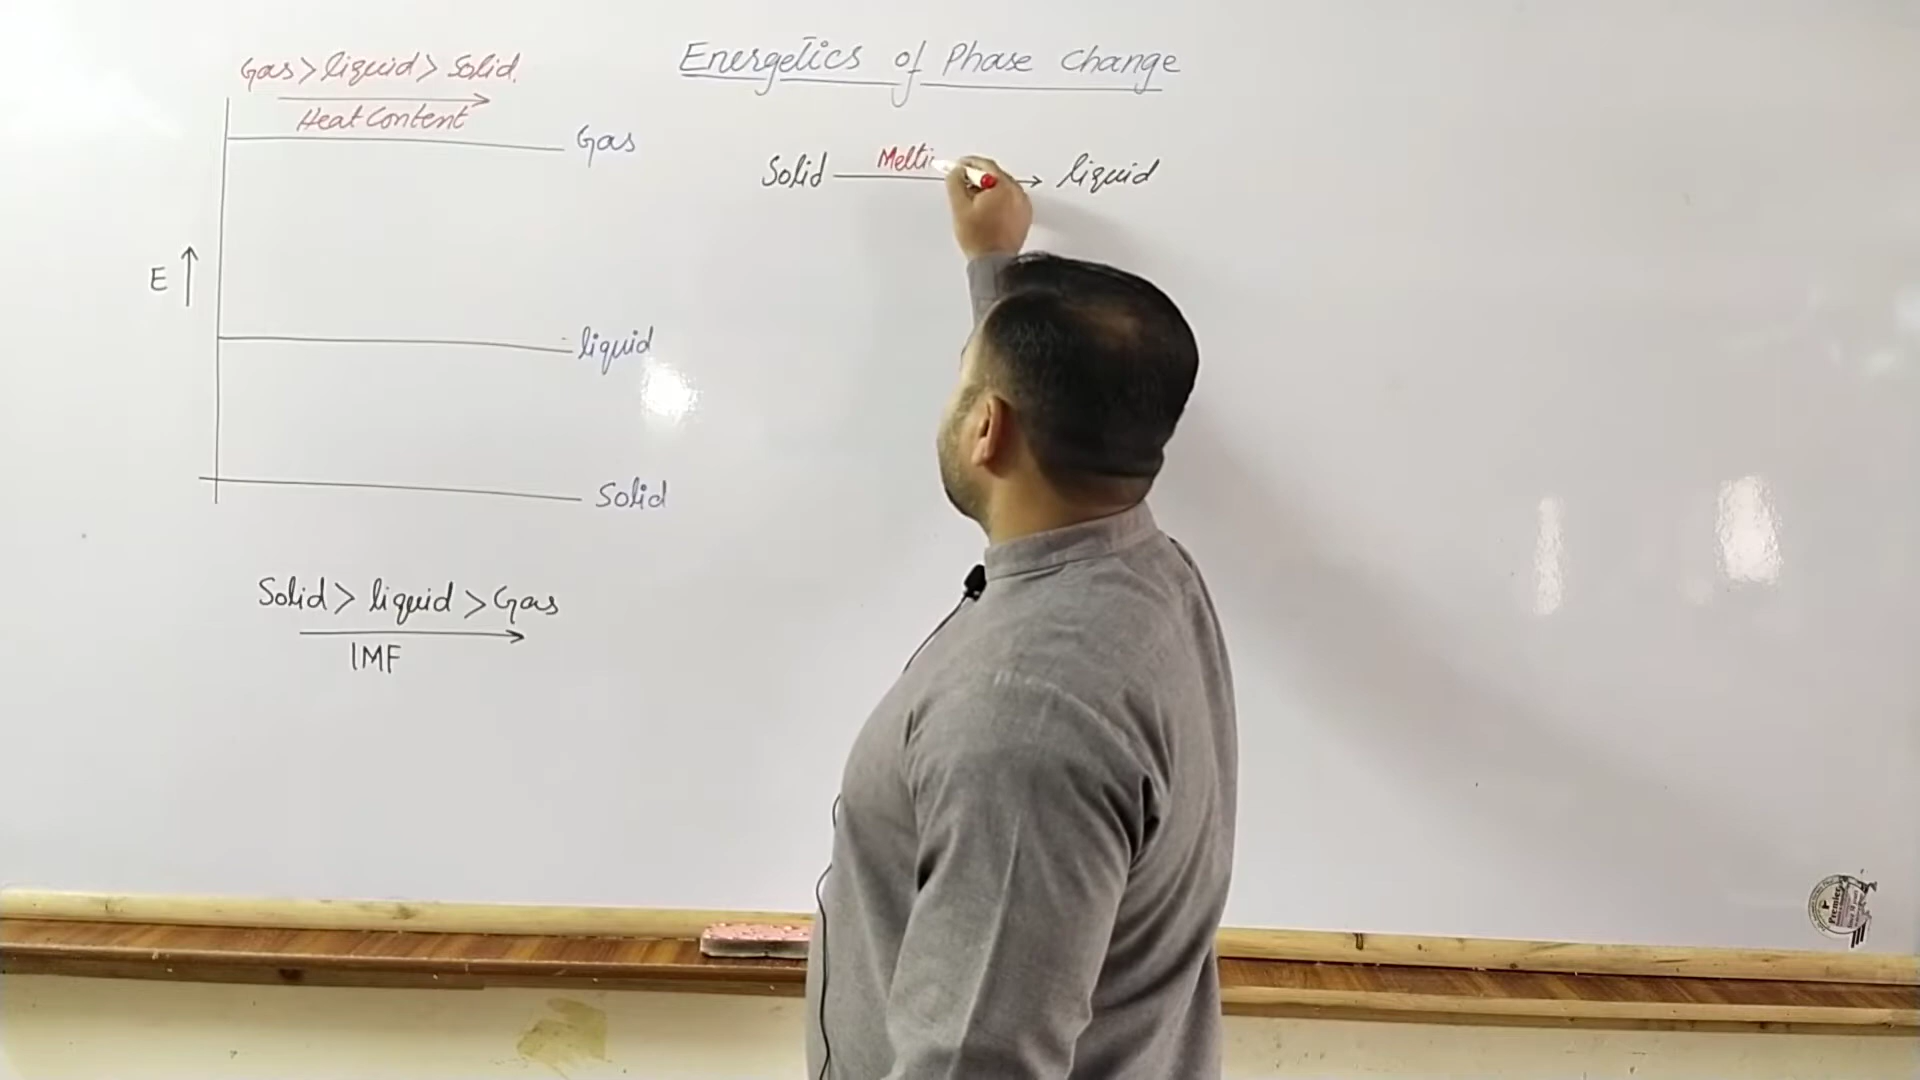 Energetics of Phase Change
Gas > liquid > Solid.
Heat Content
Gas
E ↑
liquid
Solid
Solid > liquid > Gas
IMF
Solid Melti → liquid
Premier